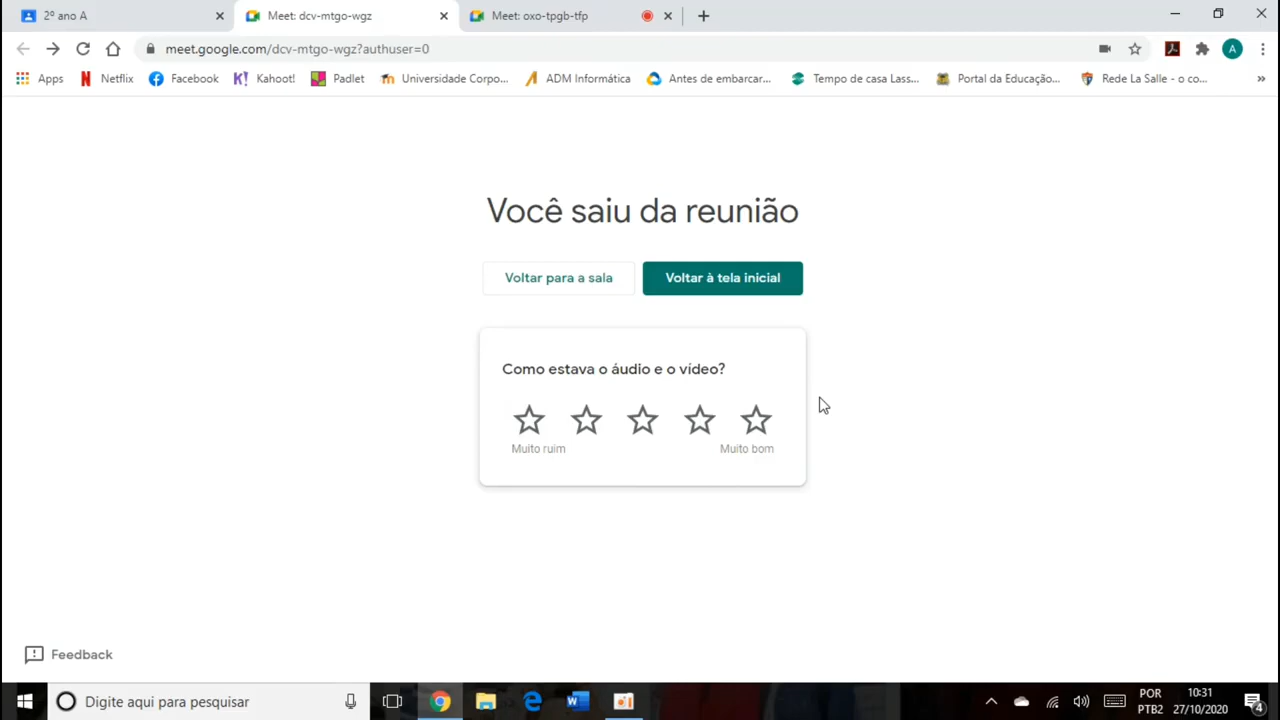 2º ano A
Meet: dcv-mtgo-wgz
Meet: oxo-tpgb-tfp
meet.google.com/dcv-mtgo-wgz?authuser=0
A
Apps
Netflix
Facebook
Kahoot!
Padlet
Universidade Corpo...
ADM Informática
Antes de embarcar...
Tempo de casa Lass...
Portal da Educação...
Rede La Salle - o co...
Você saiu da reunião
Voltar para a sala
Voltar à tela inicial
Como estava o áudio e o vídeo?
Muito ruim
Muito bom
Feedback
Digite aqui para pesquisar
POR
PTB2
10:31
27/10/2020
4